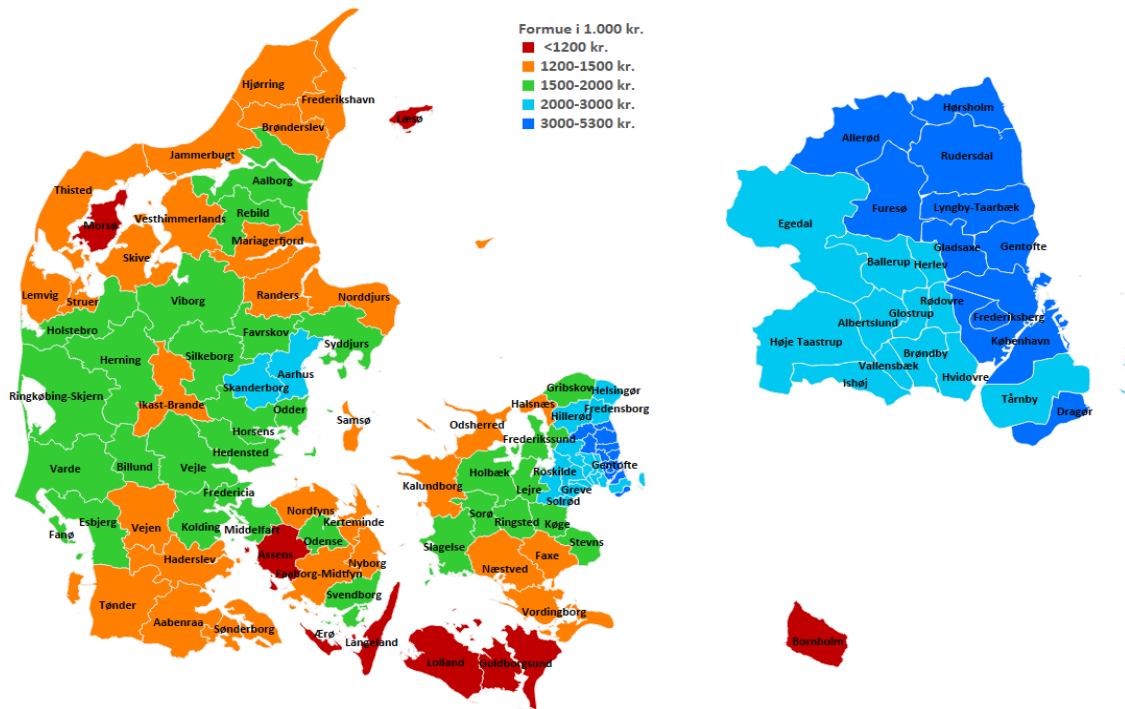 Formue i 1.000 kr.
<1200 kr.
1200-1500 kr.
1500-2000 kr.
2000-3000 kr.
3000-5300 kr.
Hjørring
Frederikshavn
Læsø
Brønderslev
Jammerbugt
Aalborg
Thisted
Rebild
Morsø
Vesthimmerlands
Mariagerfjord
Skive
Lemvig
Struer
Viborg
Randers
Norddjurs
Holstebro
Favrskov
Syddjurs
Herning
Silkeborg
Aarhus
Skanderborg
Ringkøbing-Skjern
Ikast-Brande
Odder
Samsø
Horsens
Hedensted
Varde
Billund
Vejle
Fredericia
Esbjerg
Fanø
Vejen
Kolding
Middelfart
Nordfyns
Kerteminde
Odense
Assens
Haderslev
Nyborg
Faaborg-Midtfyn
Svendborg
Tønder
Aabenraa
Sønderborg
Ærø
Langeland
Gribskov
Helsingør
Halsnæs
Hillerød
Fredensborg
Odsherred
Frederikssund
Gentofte
Roskilde
Holbæk
Kalundborg
Lejre
Greve
Solrød
Sorø
Ringsted
Køge
Slagelse
Stevns
Faxe
Næstved
Vordingborg
Lolland
Guldborgsund
Hørsholm
Allerød
Rudersdal
Furesø
Lyngby-Taarbæk
Egedal
Gladsaxe
Gentofte
Ballerup
Herlev
Rødovre
Glostrup
Frederiksberg
Albertslund
København
Høje Taastrup
Brøndby
Vallensbæk
Ishøj
Hvidovre
Tårnby
Dragør
Bornholm